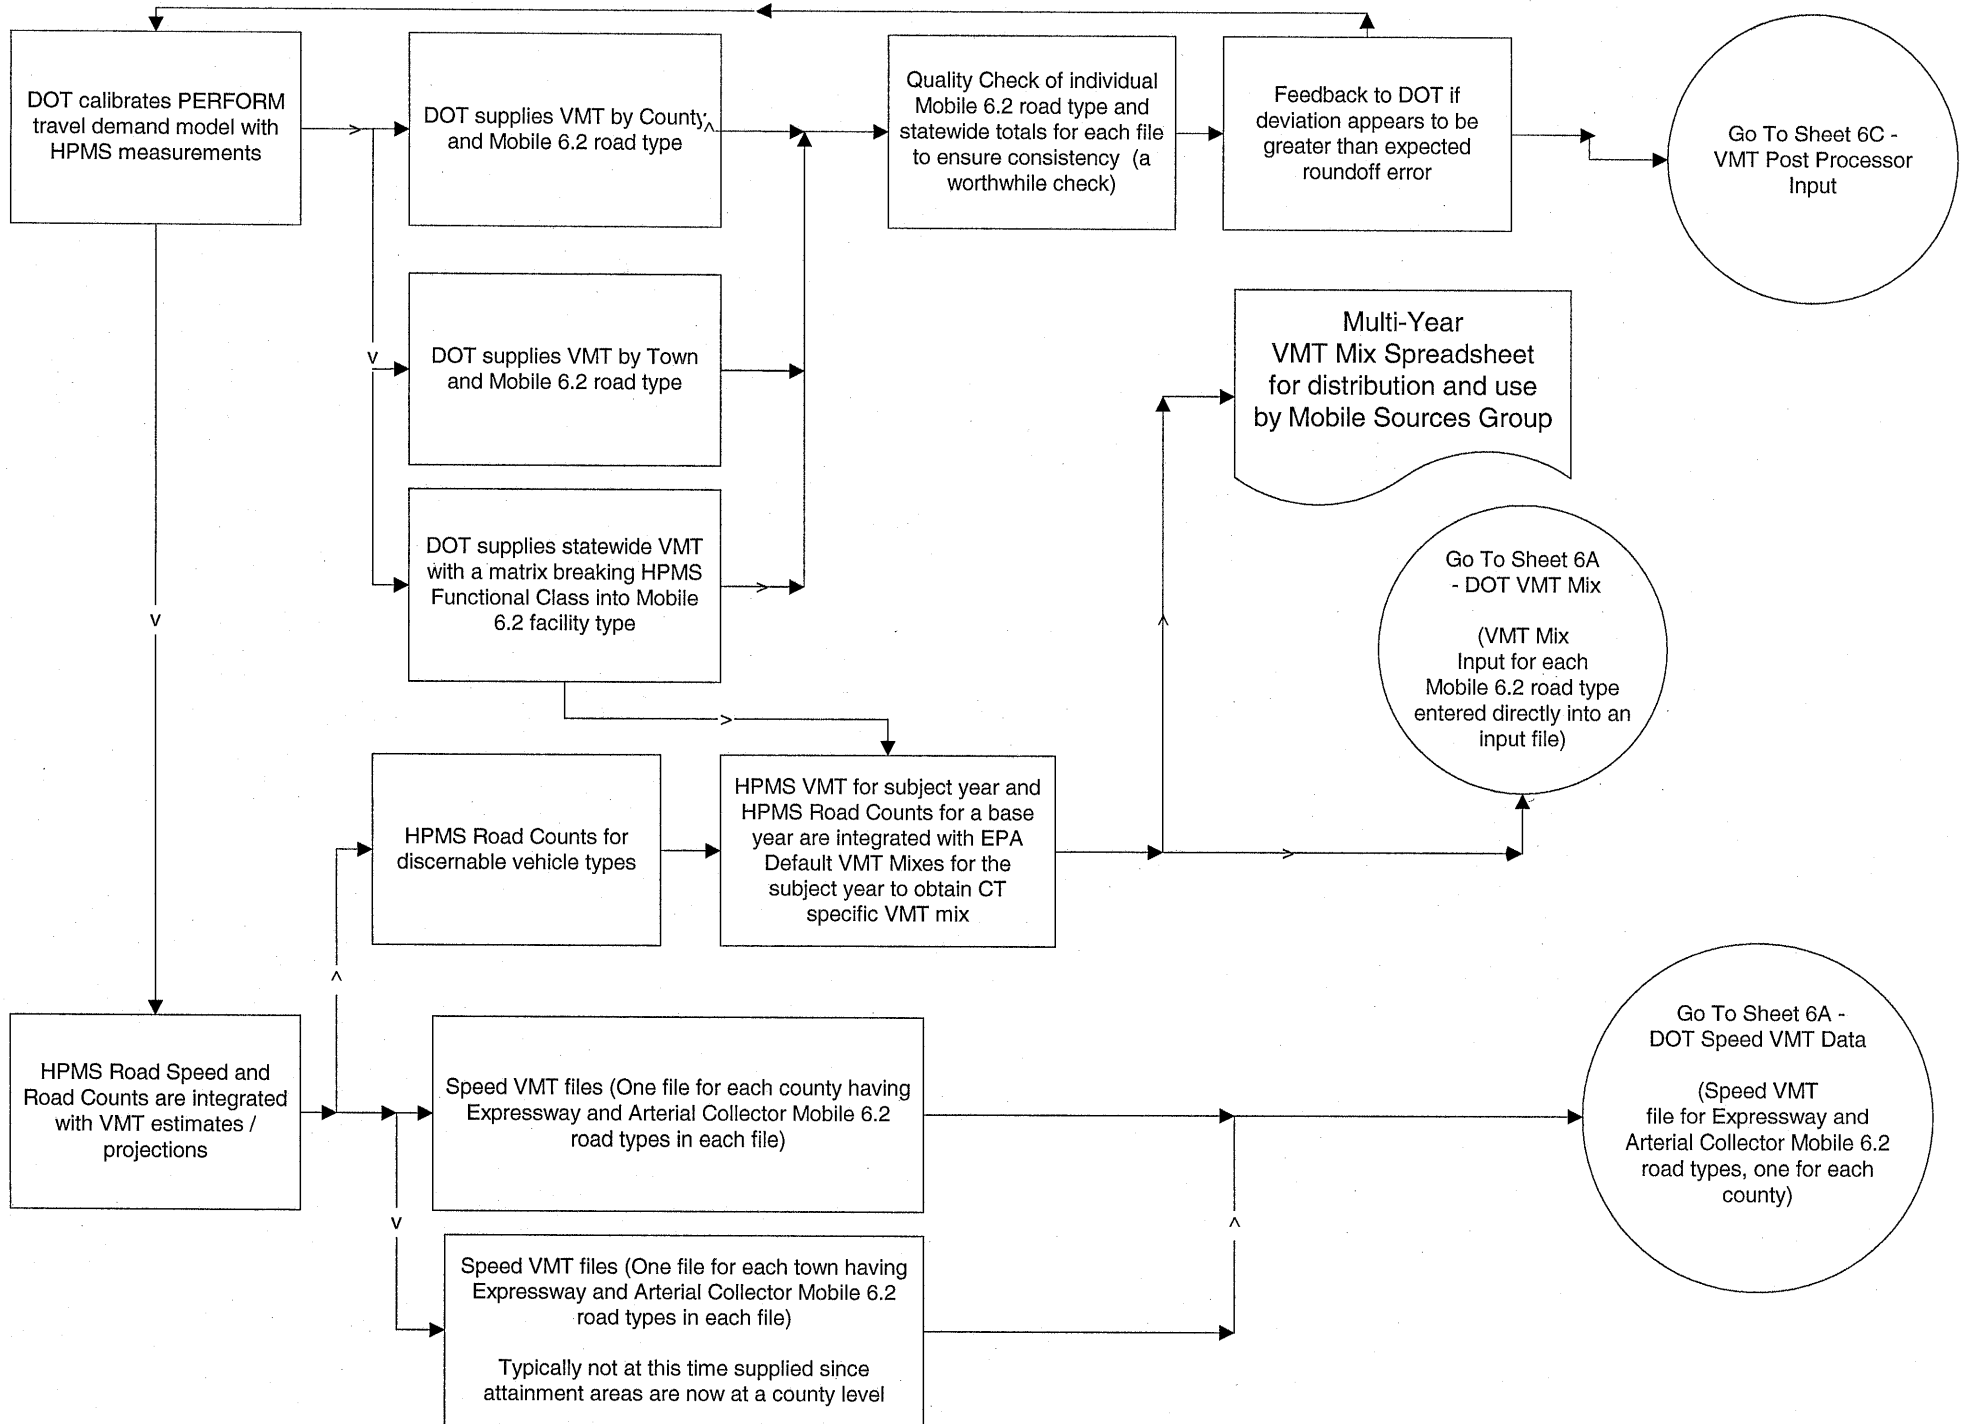 DOT calibrates PERFORM
travel demand model with
HPMS measurements
DOT supplies VMT by County
and Mobile 6.2 road type
Quality Check of individual
Mobile 6.2 road type and
statewide totals for each file
to ensure consistency (a
worthwhile check)
Feedback to DOT if
deviation appears to be
greater than expected
roundoff error
Go To Sheet 6C -
VMT Post Processor
Input
DOT supplies VMT by Town
and Mobile 6.2 road type
Multi-Year
VMT Mix Spreadsheet
for distribution and use
by Mobile Sources Group
DOT supplies statewide VMT
with a matrix breaking HPMS
Functional Class into Mobile
6.2 facility type
Go To Sheet 6A
- DOT VMT Mix
(VMT Mix
Input for each
Mobile 6.2 road type
entered directly into an
input file)
HPMS Road Counts for
discernable vehicle types
HPMS VMT for subject year and
HPMS Road Counts for a base
year are integrated with EPA
Default VMT Mixes for the
subject year to obtain CT
specific VMT mix
HPMS Road Speed and
Road Counts are integrated
with VMT estimates /
projections
Speed VMT files (One file for each county having
Expressway and Arterial Collector Mobile 6.2
road types in each file)
Go To Sheet 6A -
DOT Speed VMT Data
(Speed VMT
file for Expressway and
Arterial Collector Mobile 6.2
road types, one for each
county)
Speed VMT files (One file for each town having
Expressway and Arterial Collector Mobile 6.2
road types in each file)
Typically not at this time supplied since
attainment areas are now at a county level